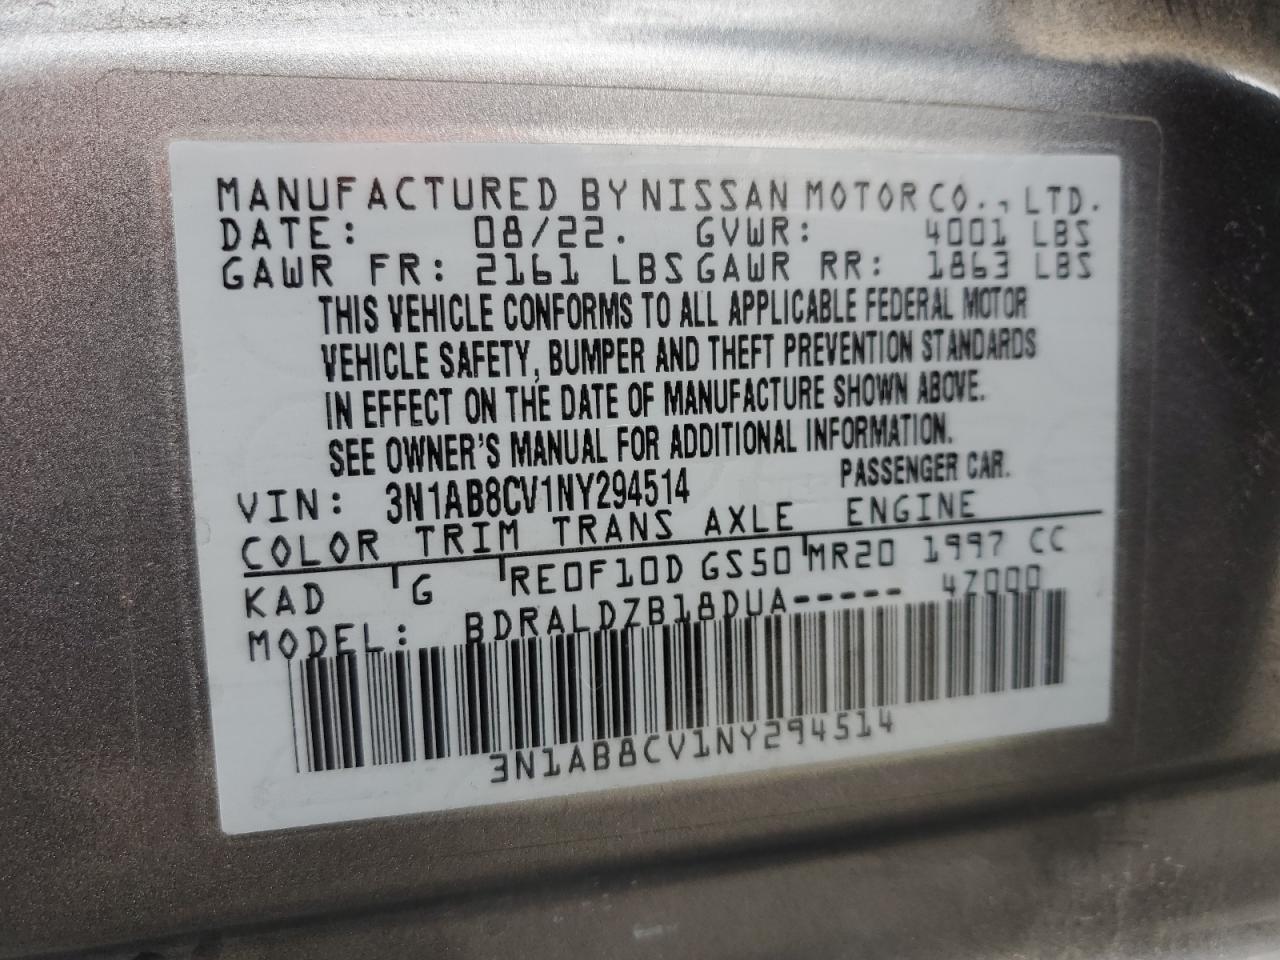 MANUFACTURED BY NISSAN MOTOR CO., LTD.
DATE: 08/22. GVWR: 4001 LBS
GAWR FR: 2161 LBS GAWR RR: 1863 LBS
THIS VEHICLE CONFORMS TO ALL APPLICABLE FEDERAL MOTOR
VEHICLE SAFETY, BUMPER AND THEFT PREVENTION STANDARDS
IN EFFECT ON THE DATE OF MANUFACTURE SHOWN ABOVE.
SEE OWNER'S MANUAL FOR ADDITIONAL INFORMATION.
VIN: 3N1AB8CV1NY294514 PASSENGER CAR.
COLOR TRIM TRANS AXLE ENGINE
KAD G RE0F10D GS50 MR20 1997 CC
MODEL: BDRALDZB18DUA----- 4Z000
3N1AB8CV1NY294514